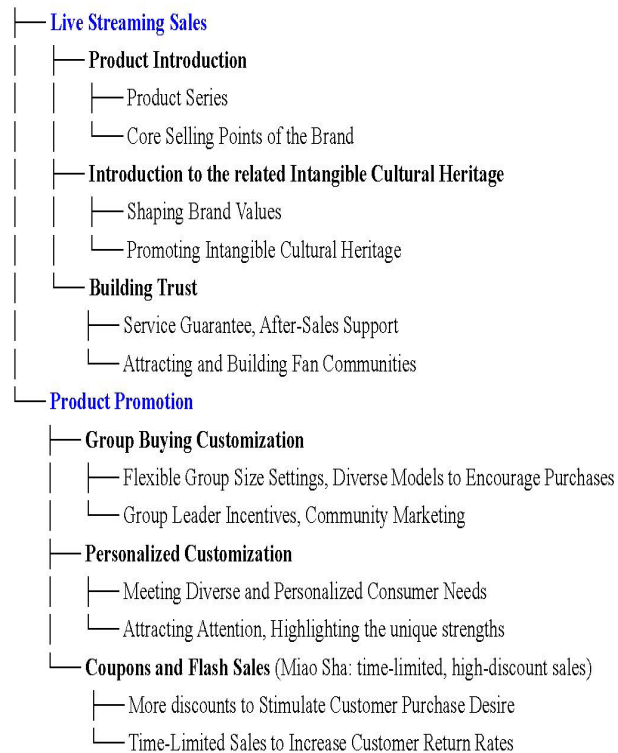 Live Streaming Sales
Product Introduction
Product Series
Core Selling Points of the Brand
Introduction to the related Intangible Cultural Heritage
Shaping Brand Values
Promoting Intangible Cultural Heritage
Building Trust
Service Guarantee, After-Sales Support
Attracting and Building Fan Communities
Product Promotion
Group Buying Customization
Flexible Group Size Settings, Diverse Models to Encourage Purchases
Group Leader Incentives, Community Marketing
Personalized Customization
Meeting Diverse and Personalized Consumer Needs
Attracting Attention, Highlighting the unique strengths
Coupons and Flash Sales (Miao Sha: time-limited, high-discount sales)
More discounts to Stimulate Customer Purchase Desire
Time-Limited Sales to Increase Customer Return Rates